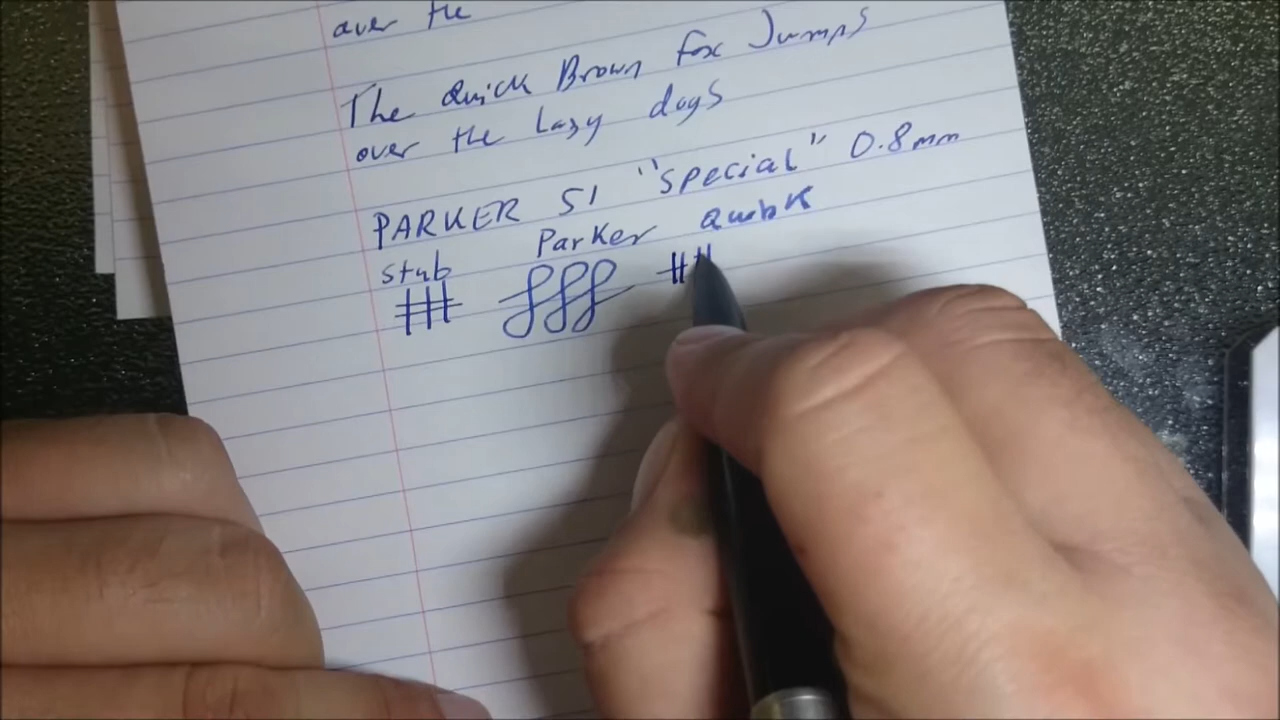 over the
The Quick Brown fox Jumps
over the Lazy dogs
PARKER 51 "special" 0.8mm
stub Parker Quink